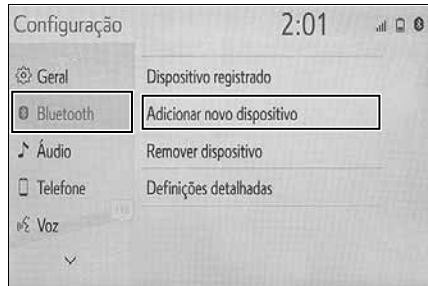 Configuração
2:01
Geral
Bluetooth
Áudio
Telefone
Voz
Dispositivo registrado
Adicionar novo dispositivo
Remover dispositivo
Definições detalhadas